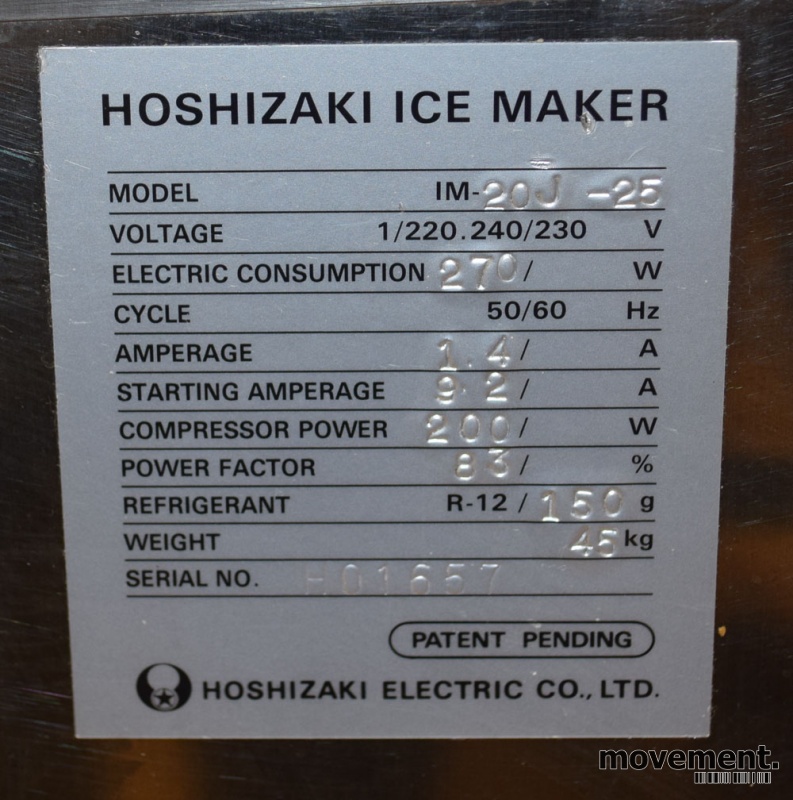 HOSHIZAKI ICE MAKER
MODEL IM-20J -25
VOLTAGE 1/220.240/230 V
ELECTRIC CONSUMPTION 270/ W
CYCLE 50/60 Hz
AMPERAGE 1.4/ A
STARTING AMPERAGE 9.2/ A
COMPRESSOR POWER 200/ W
POWER FACTOR 83/ %
REFRIGERANT R-12 / 150 g
WEIGHT 45 kg
SERIAL NO. H01657
PATENT PENDING
HOSHIZAKI ELECTRIC CO., LTD.
movement.